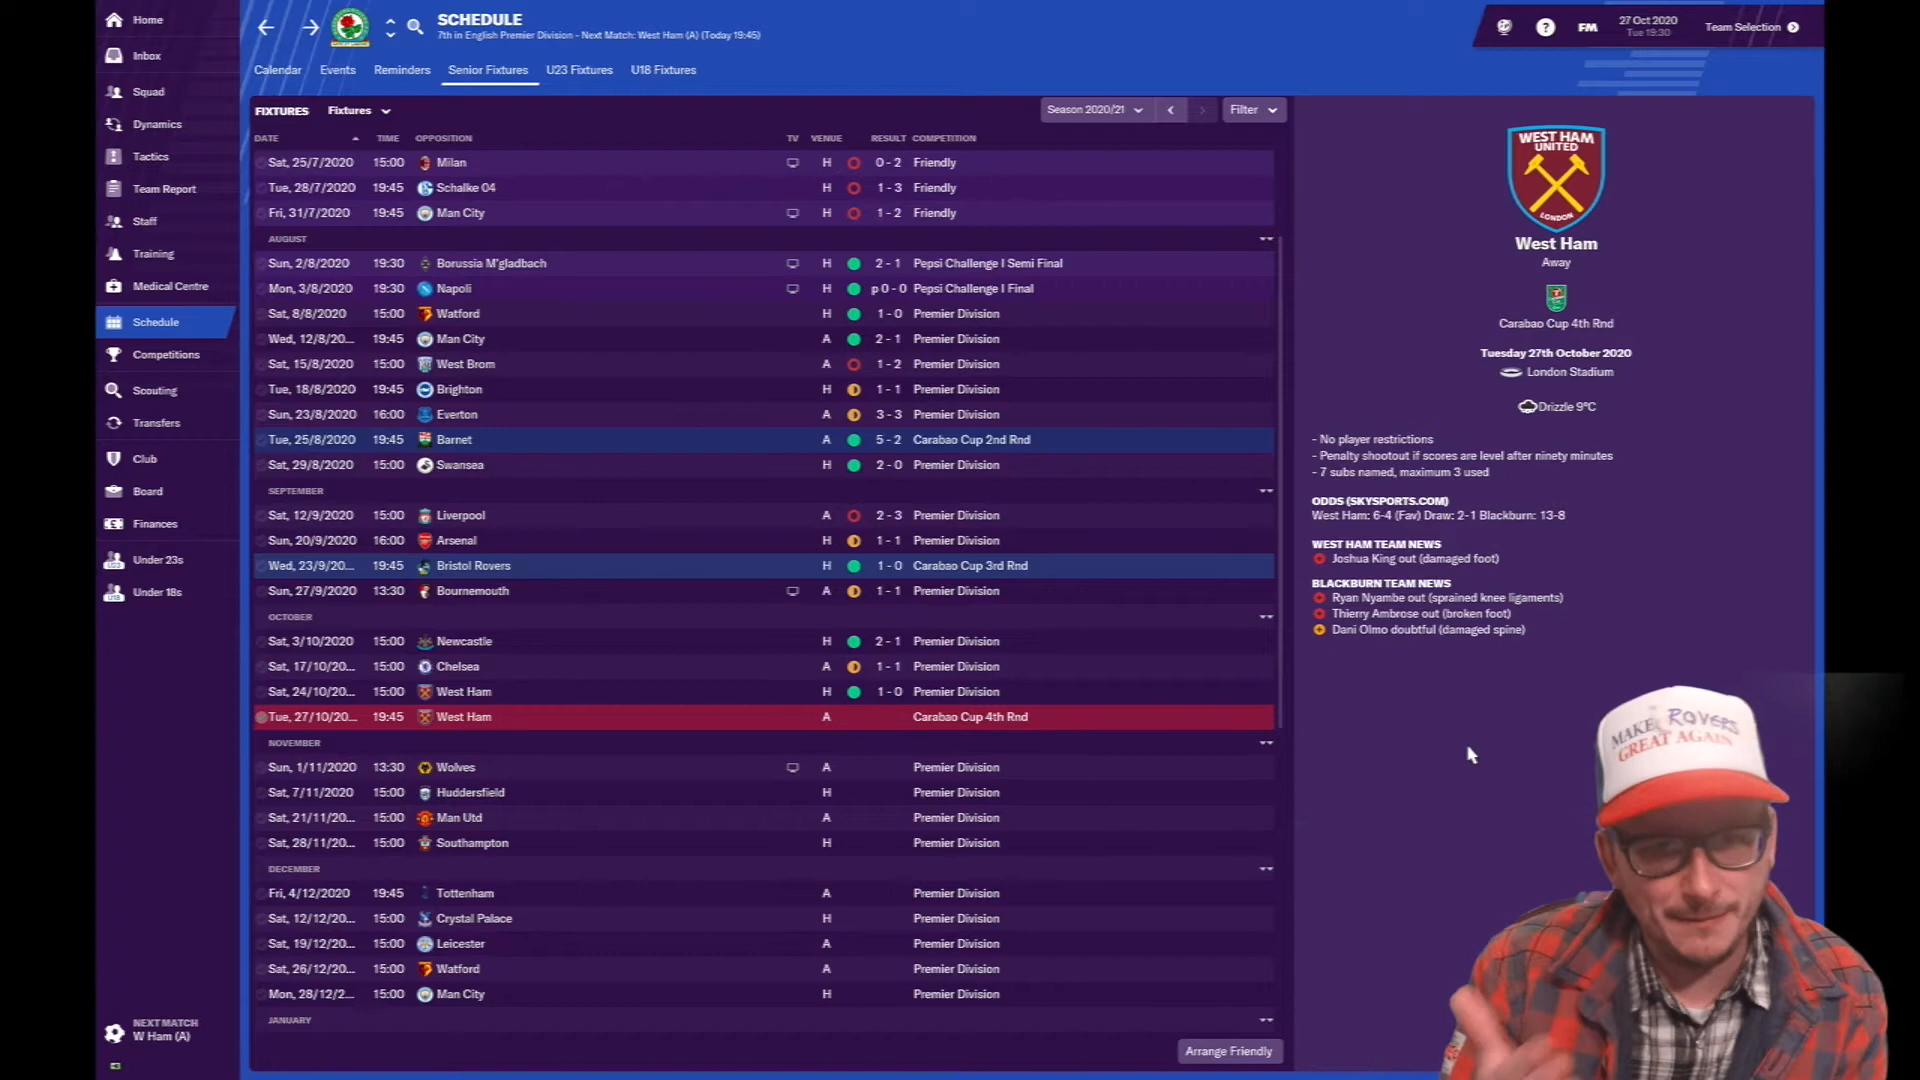 Home
Inbox
Squad
Dynamics
Tactics
Team Report
Staff
Training
Medical Centre
Schedule
Competitions
Scouting
Transfers
Club
Board
Finances
Under 23s
Under 18s
NEXT MATCH
W Ham (A)
SCHEDULE
7th in English Premier Division - Next Match: West Ham (A) (Today 19:45)
FM
27 Oct 2020
Tue 19:30
Team Selection
Calendar Events Reminders Senior Fixtures U23 Fixtures U18 Fixtures
FIXTURES Fixtures Season 2020/21 Filter
DATE TIME OPPOSITION TV VENUE RESULT COMPETITION
Sat, 25/7/2020 15:00 Milan H 0 - 2 Friendly
Tue, 28/7/2020 19:45 Schalke 04 H 1 - 3 Friendly
Fri, 31/7/2020 19:45 Man City H 1 - 2 Friendly
AUGUST
Sun, 2/8/2020 19:30 Borussia M'gladbach H 2 - 1 Pepsi Challenge I Semi Final
Mon, 3/8/2020 19:30 Napoli H p 0 - 0 Pepsi Challenge I Final
Sat, 8/8/2020 15:00 Watford H 1 - 0 Premier Division
Wed, 12/8/20... 19:45 Man City A 2 - 1 Premier Division
Sat, 15/8/2020 15:00 West Brom A 1 - 2 Premier Division
Tue, 18/8/2020 19:45 Brighton H 1 - 1 Premier Division
Sun, 23/8/2020 16:00 Everton A 3 - 3 Premier Division
Tue, 25/8/2020 19:45 Barnet A 5 - 2 Carabao Cup 2nd Rnd
Sat, 29/8/2020 15:00 Swansea H 2 - 0 Premier Division
SEPTEMBER
Sat, 12/9/2020 15:00 Liverpool A 2 - 3 Premier Division
Sun, 20/9/2020 16:00 Arsenal H 1 - 1 Premier Division
Wed, 23/9/20... 19:45 Bristol Rovers H 1 - 0 Carabao Cup 3rd Rnd
Sun, 27/9/2020 13:30 Bournemouth A 1 - 1 Premier Division
OCTOBER
Sat, 3/10/2020 15:00 Newcastle H 2 - 1 Premier Division
Sat, 17/10/20... 15:00 Chelsea A 1 - 1 Premier Division
Sat, 24/10/20... 15:00 West Ham H 1 - 0 Premier Division
Tue, 27/10/20... 19:45 West Ham A Carabao Cup 4th Rnd
NOVEMBER
Sun, 1/11/2020 13:30 Wolves A Premier Division
Sat, 7/11/2020 15:00 Huddersfield H Premier Division
Sat, 21/11/20... 15:00 Man Utd A Premier Division
Sat, 28/11/20... 15:00 Southampton H Premier Division
DECEMBER
Fri, 4/12/2020 19:45 Tottenham A Premier Division
Sat, 12/12/20... 15:00 Crystal Palace H Premier Division
Sat, 19/12/20... 15:00 Leicester A Premier Division
Sat, 26/12/20... 15:00 Watford A Premier Division
Mon, 28/12/2... 15:00 Man City H Premier Division
JANUARY
Arrange Friendly
WEST HAM
UNITED
LONDON
West Ham
Away
Carabao Cup 4th Rnd
Tuesday 27th October 2020
London Stadium
Drizzle 9°C
- No player restrictions
- Penalty shootout if scores are level after ninety minutes
- 7 subs named, maximum 3 used
ODDS (SKYSPORTS.COM)
West Ham: 6-4 (Fav) Draw: 2-1 Blackburn: 13-8
WEST HAM TEAM NEWS
Joshua King out (damaged foot)
BLACKBURN TEAM NEWS
Ryan Nyambe out (sprained knee ligaments)
Thierry Ambrose out (broken foot)
Dani Olmo doubtful (damaged spine)
MAKE ROVERS
GREAT AGAIN